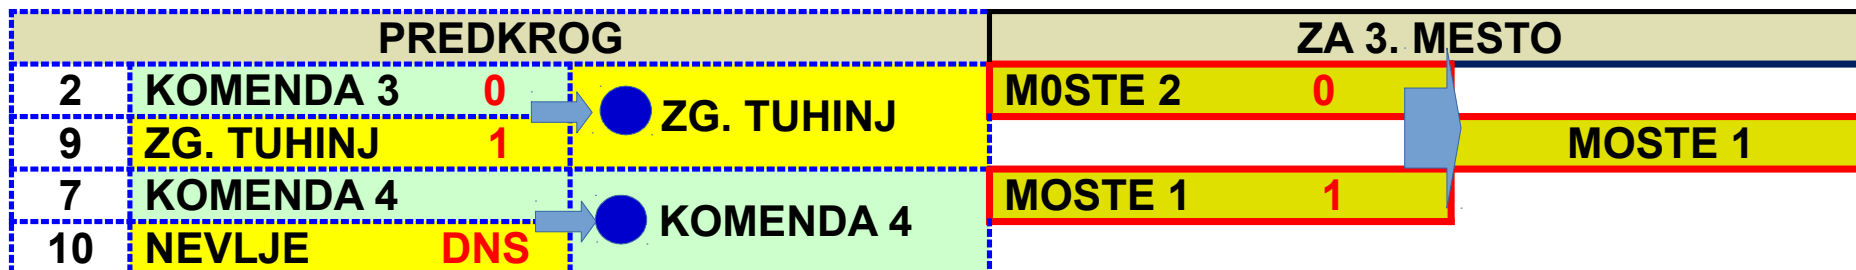 PREDKROG
2 KOMENDA 3 0
9 ZG. TUHINJ 1
ZG. TUHINJ
7 KOMENDA 4
10 NEVLJE DNS
KOMENDA 4
ZA 3. MESTO
M0STE 2 0
MOSTE 1
MOSTE 1 1